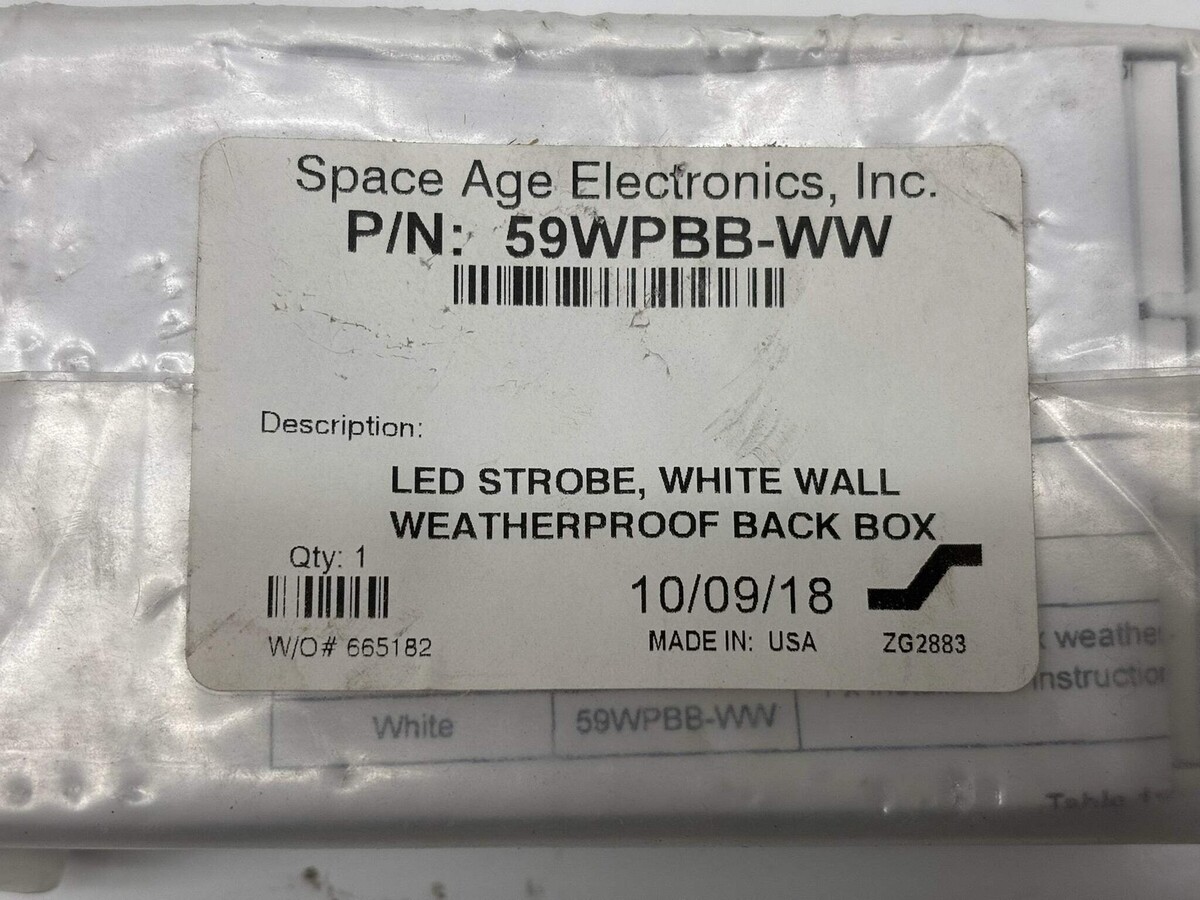 Space Age Electronics, Inc.
P/N: 59WPBB-WW
Description:
LED STROBE, WHITE WALL
WEATHERPROOF BACK BOX
Qty: 1
10/09/18
W/O# 665182
MADE IN: USA
ZG2883
White
59WPBB-WW